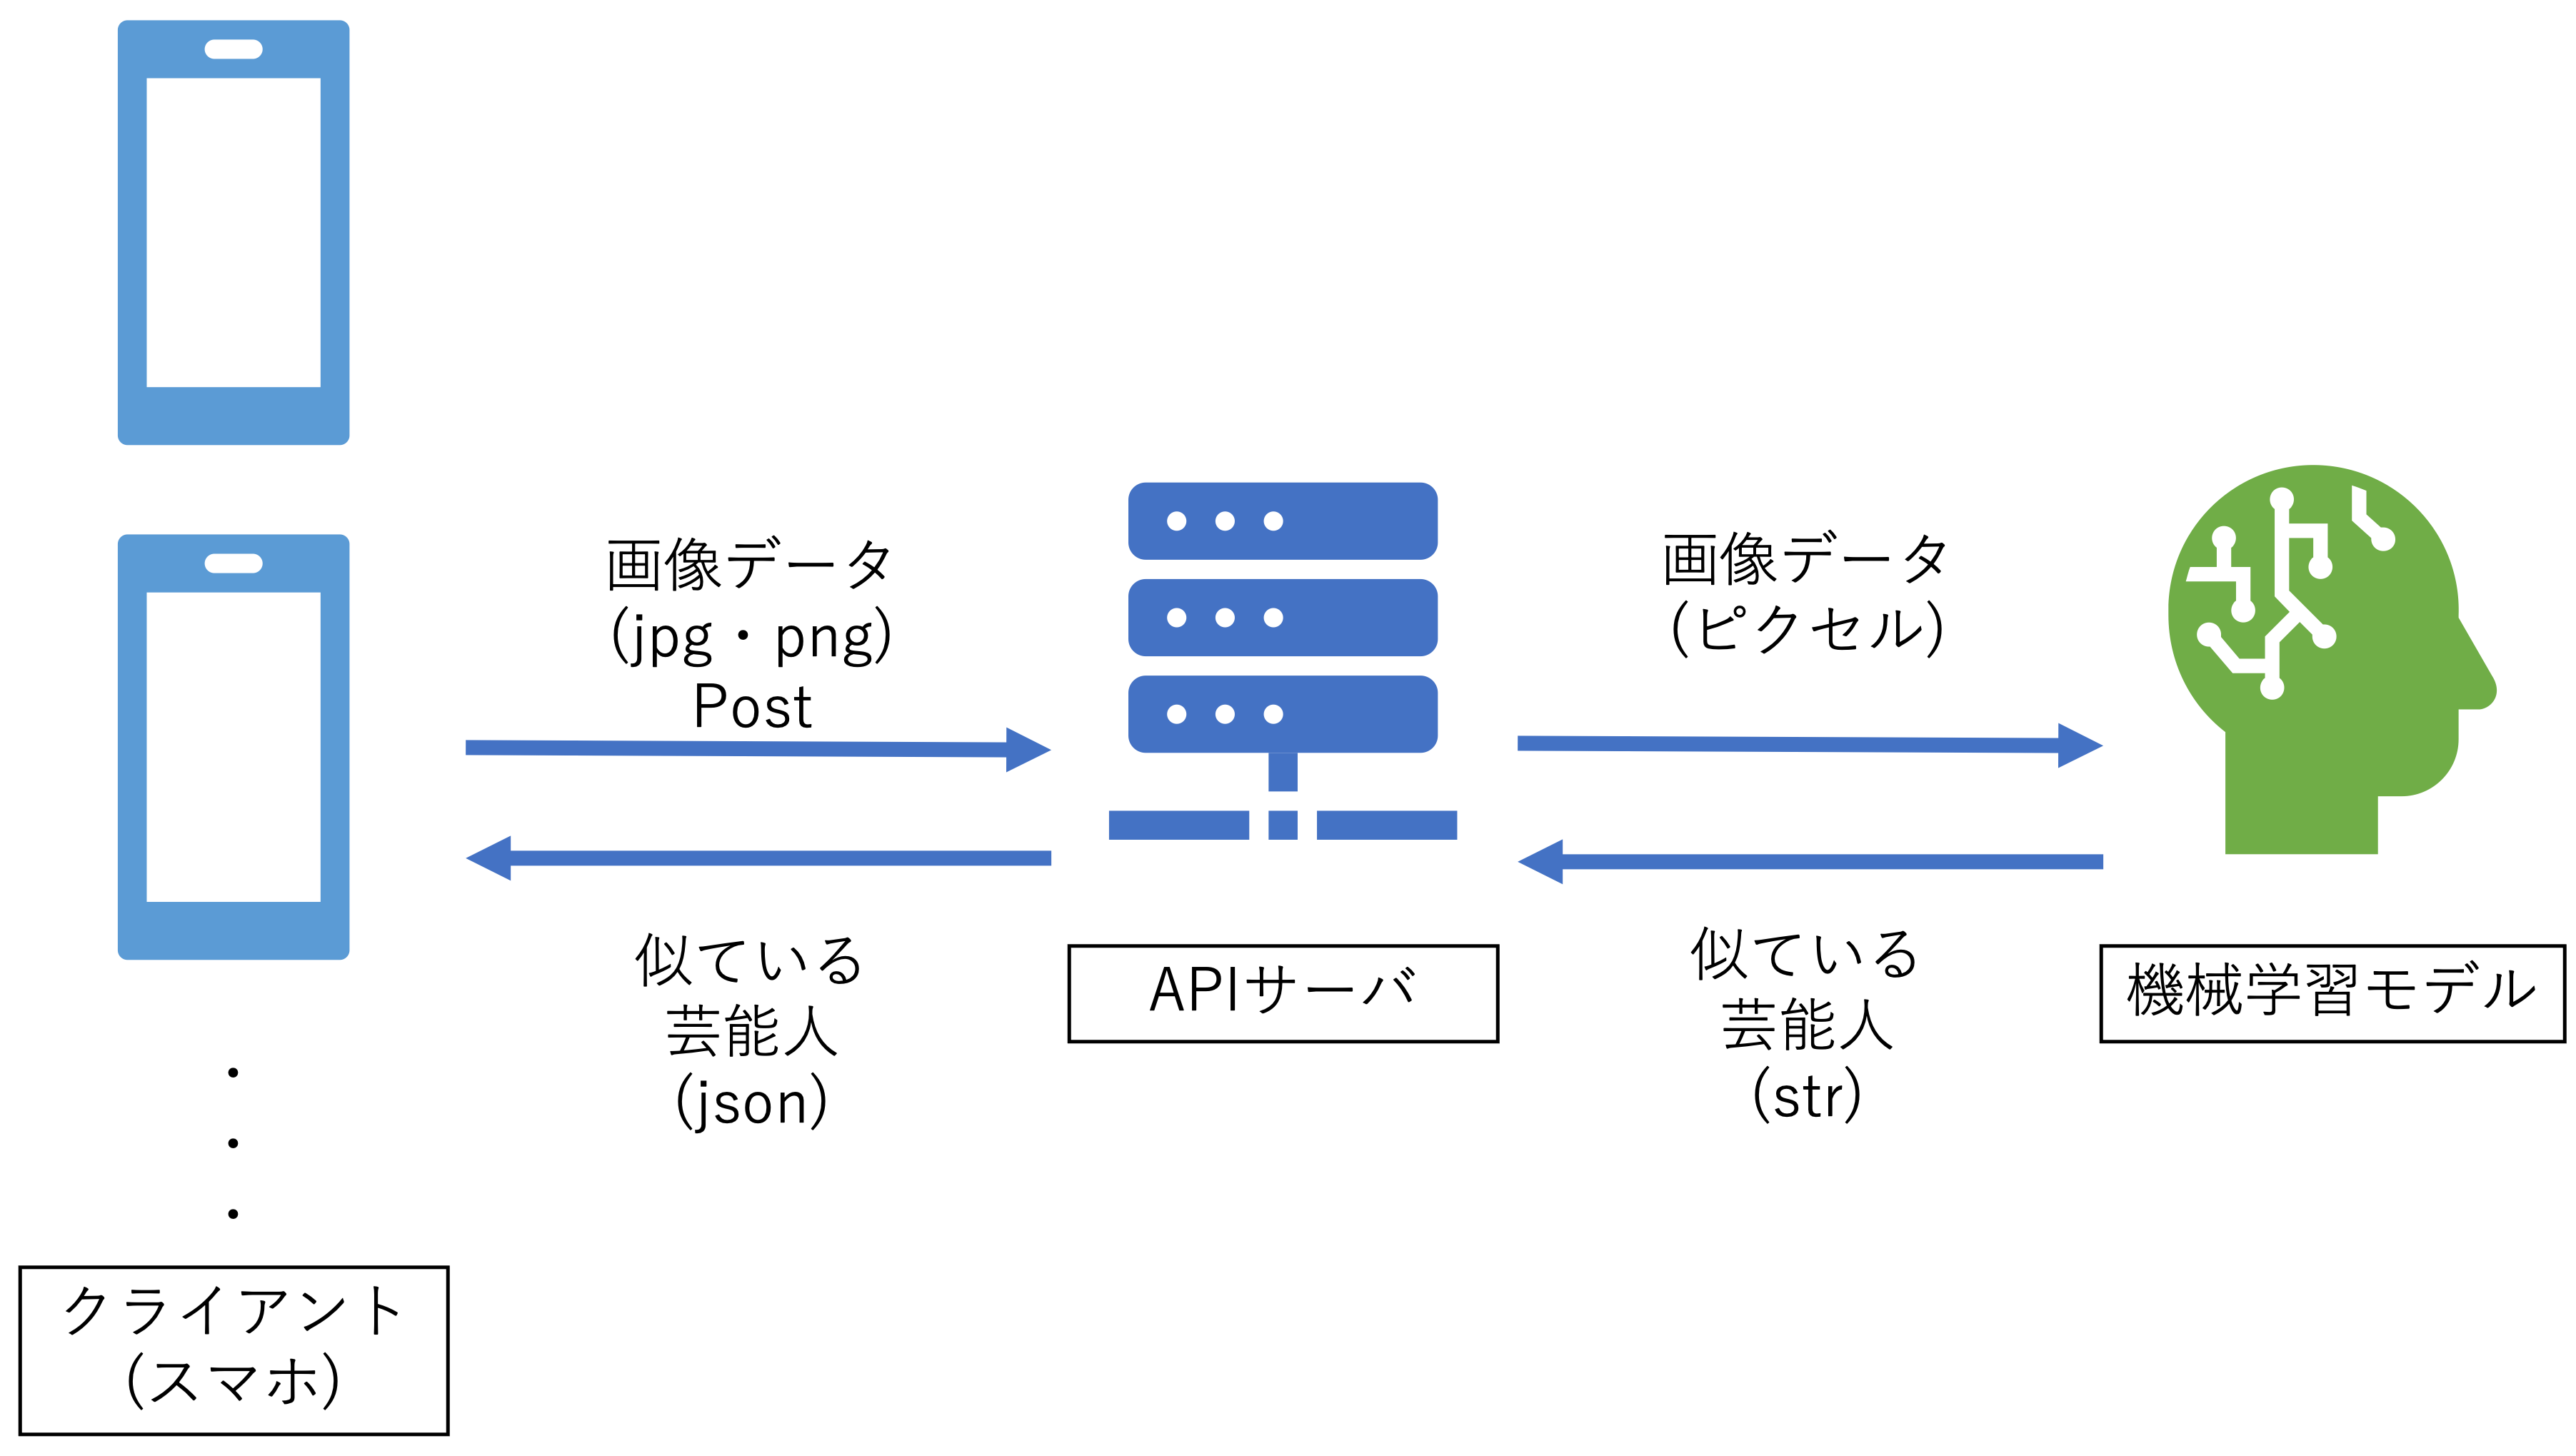 画像データ
(jpg・png)
Post
似ている
芸能人
(json)
画像データ
(ピクセル)
似ている
芸能人
(str)
APIサーバ
機械学習モデル
・
・
・
クライアント
(スマホ)